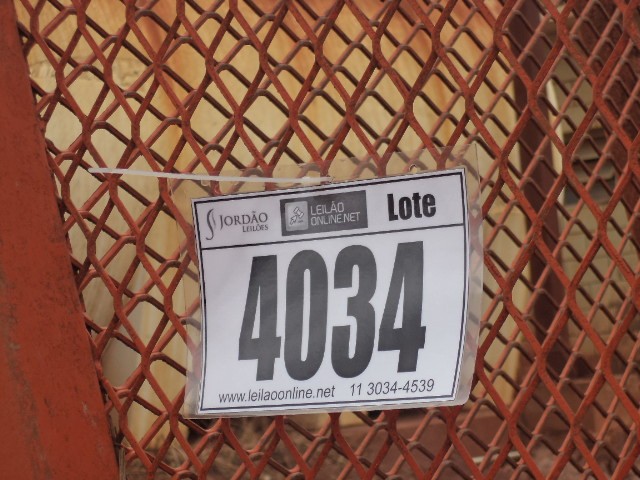 JORDÃO LEILÕES LEILÃO ONLINE.NET Lote
4034
www.leilaoonline.net 11 3034-4539